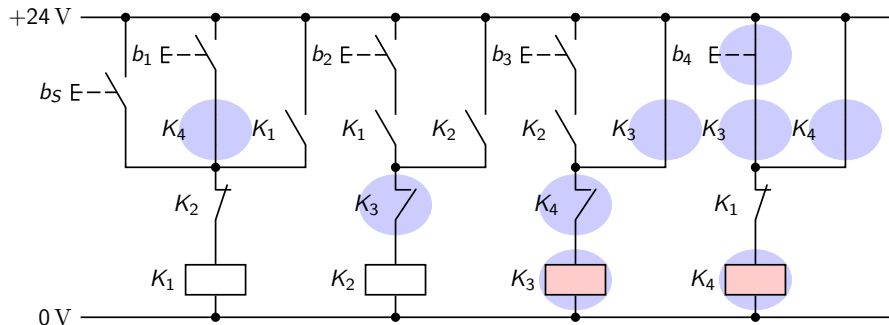 +24 V
b1 b2 b3 b4
bS
K4 K1 K1 K2 K2 K3 K3 K4
K2 K3 K4 K1
K1 K2 K3 K4
0 V